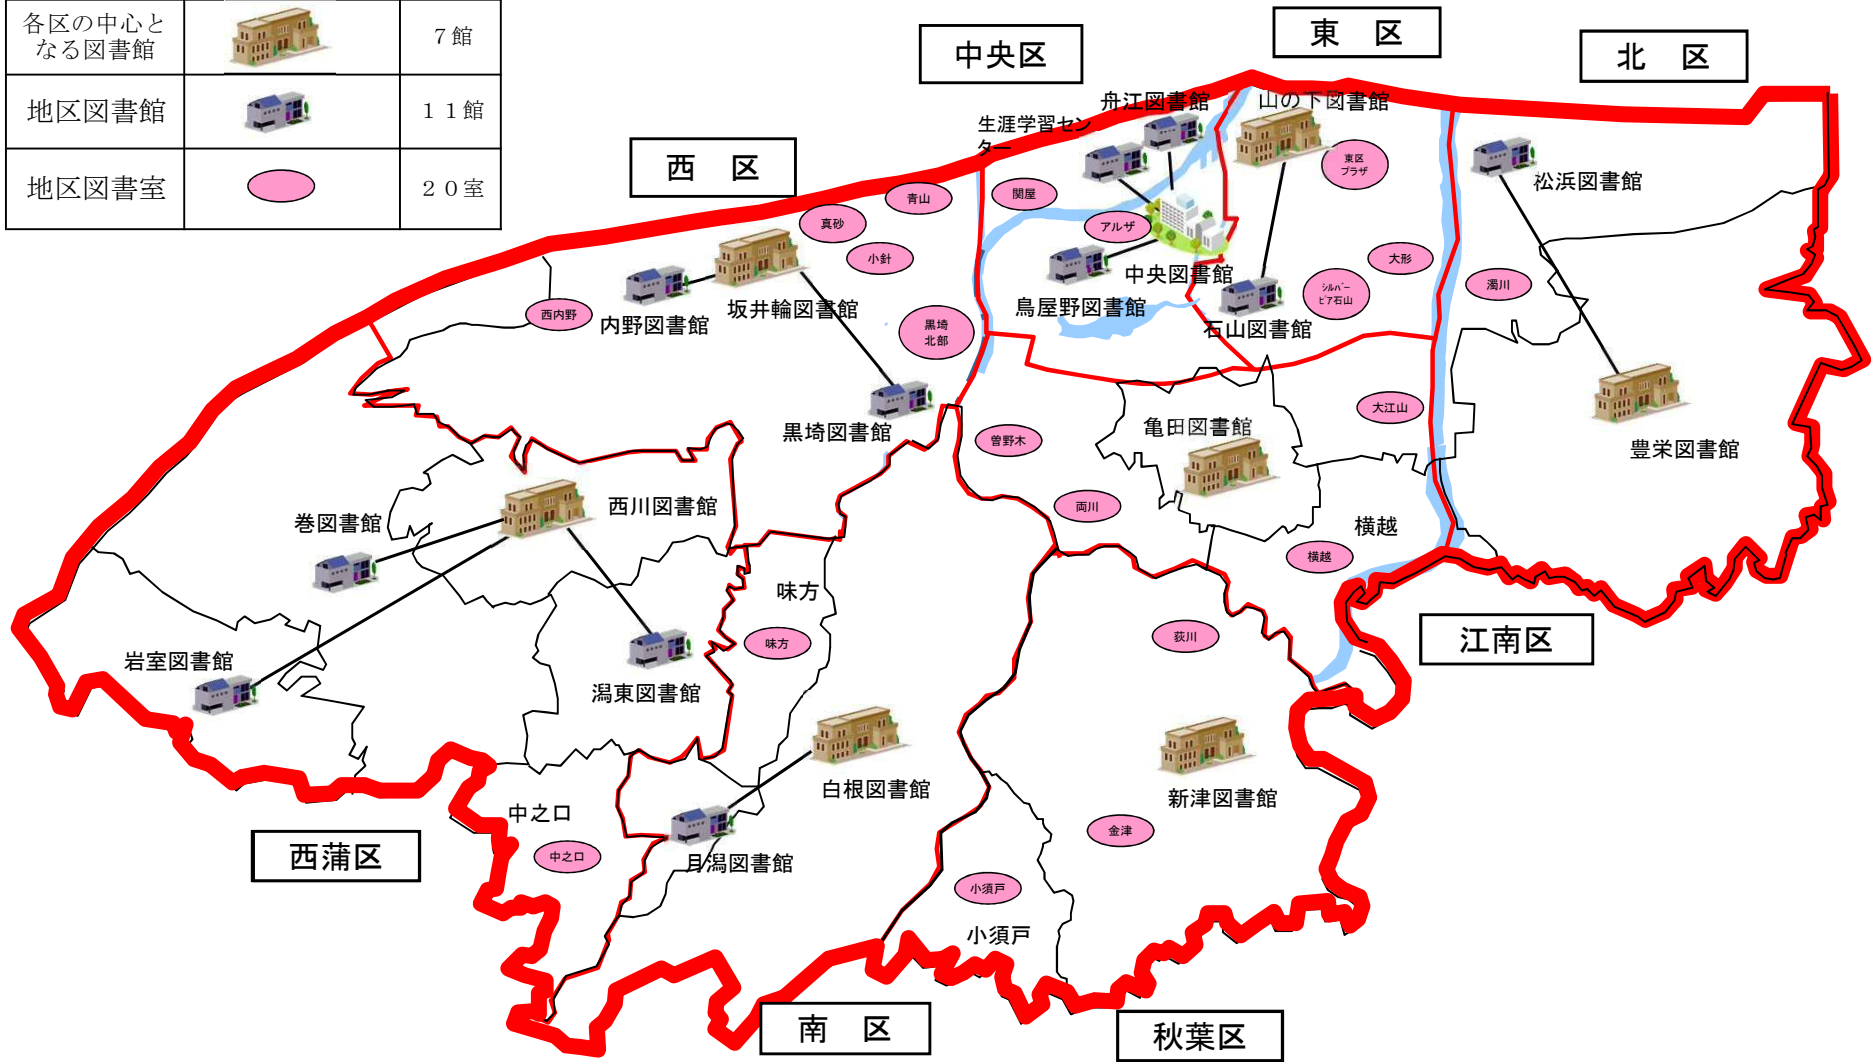 各区の中心と
なる図書館
７館
地区図書館
１１館
地区図書室
２０室
中央区
東　区
北　区
西　区
舟江図書館
山の下図書館
生涯学習セン
ター
東区
プラザ
松浜図書館
青山
関屋
真砂
アルザ
小針
大形
中央図書館
濁川
シルバー
ピア石山
西内野
内野図書館
坂井輪図書館
鳥屋野図書館
石山図書館
黒埼
北部
大江山
黒埼図書館
曽野木
亀田図書館
豊栄図書館
西川図書館
両川
巻図書館
横越
横越
味方
味方
荻川
江南区
岩室図書館
潟東図書館
白根図書館
新津図書館
中之口
金津
西蒲区
中之口
月潟図書館
小須戸
小須戸
南　区
秋葉区